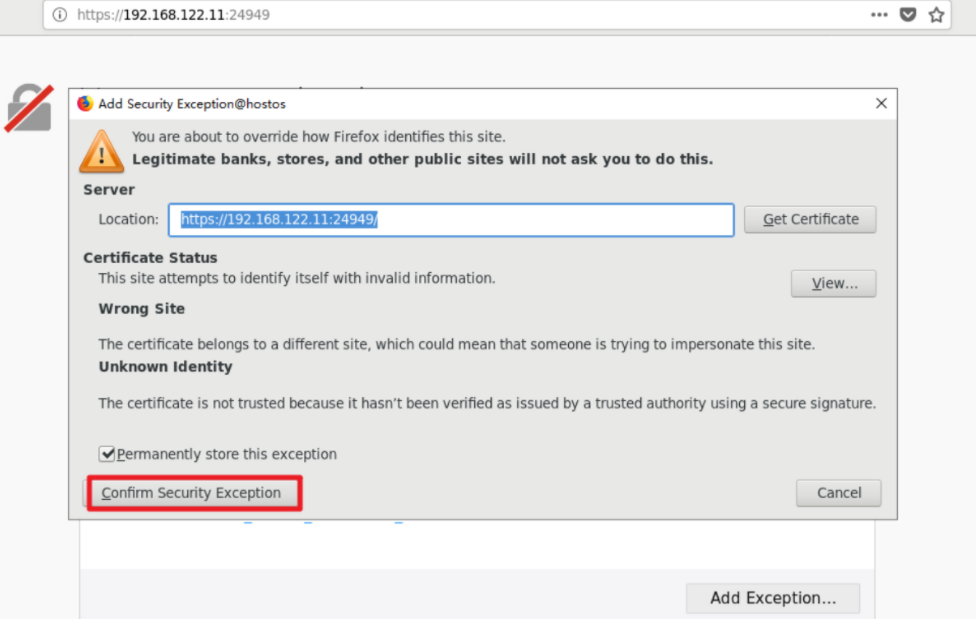 https://192.168.122.11:24949
Add Security Exception@hostos
You are about to override how Firefox identifies this site.
Legitimate banks, stores, and other public sites will not ask you to do this.
Server
Location: https://192.168.122.11:24949/ Get Certificate
Certificate Status
This site attempts to identify itself with invalid information.
View...
Wrong Site
The certificate belongs to a different site, which could mean that someone is trying to impersonate this site.
Unknown Identity
The certificate is not trusted because it hasn't been verified as issued by a trusted authority using a secure signature.
Permanently store this exception
Confirm Security Exception Cancel
Add Exception...